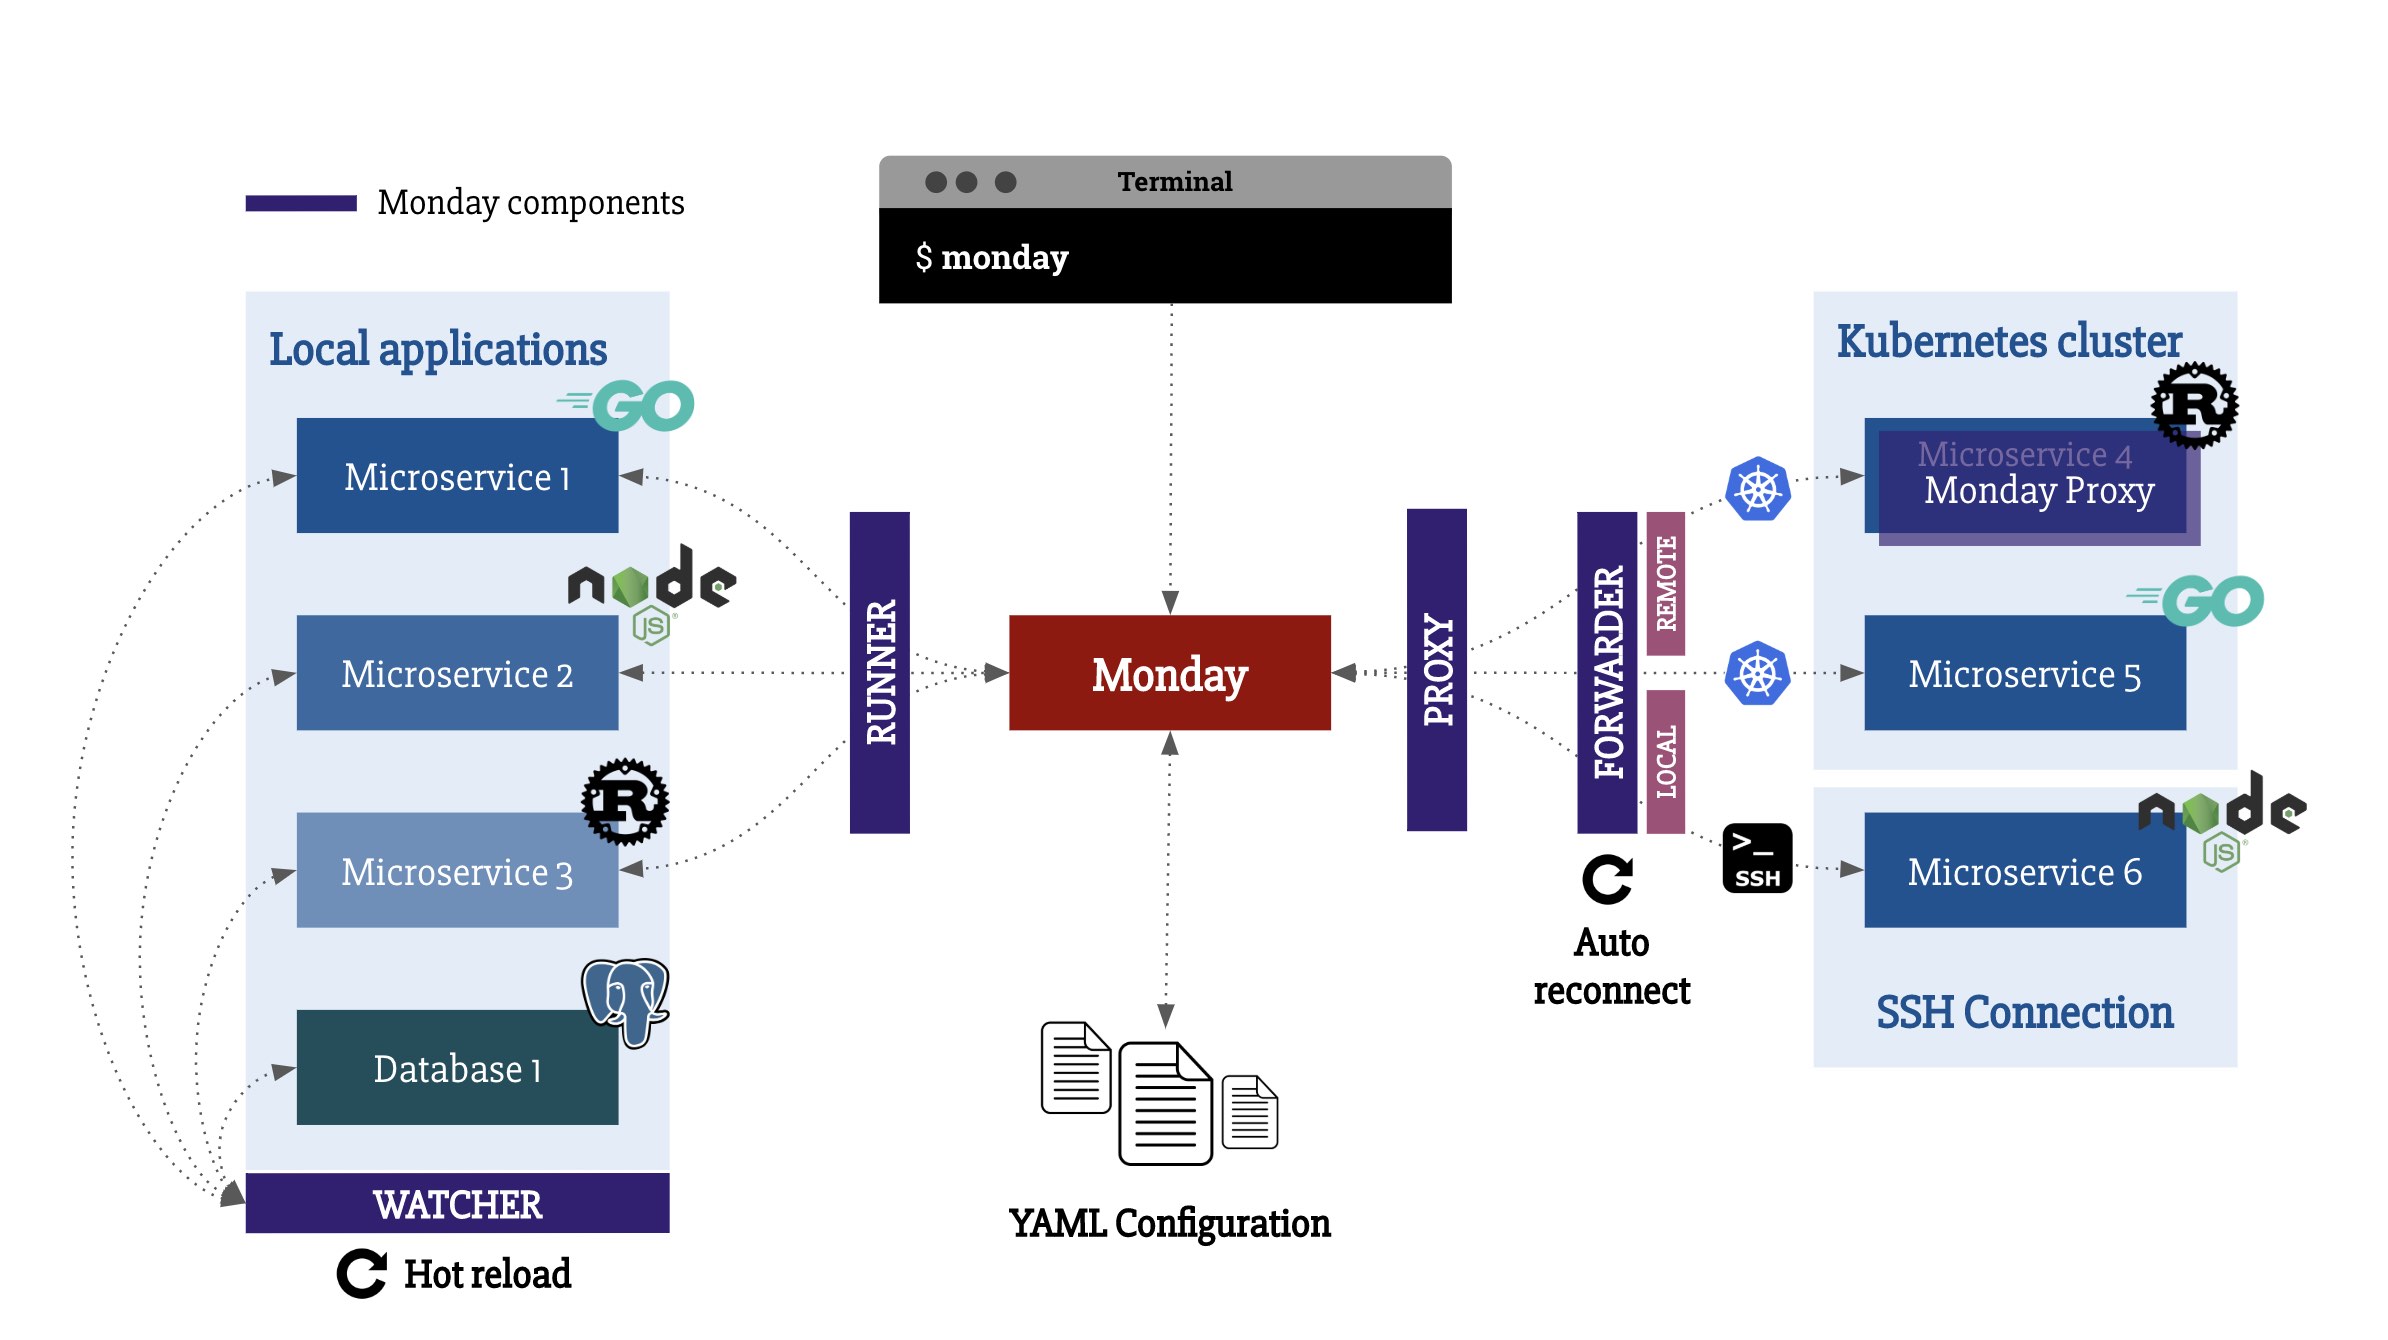 Terminal
$ monday
Monday components
Local applications
GO
Microservice 1
node
JS
Microservice 2
R
Microservice 3
Database 1
WATCHER
Hot reload
RUNNER
Monday
YAML Configuration
PROXY
FORWARDER
REMOTE
LOCAL
Auto
reconnect
>_
SSH
Kubernetes cluster
R
Microservice 4
Monday Proxy
GO
Microservice 5
node
JS
Microservice 6
SSH Connection